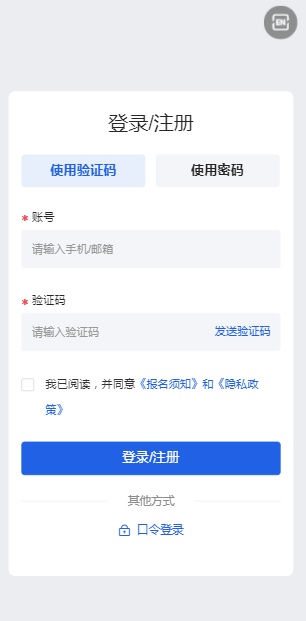 EN
登录/注册
使用验证码 使用密码
* 账号
请输入手机/邮箱
* 验证码
请输入验证码 发送验证码
我已阅读，并同意《报名须知》和《隐私政
策》
登录/注册
其他方式
口令登录